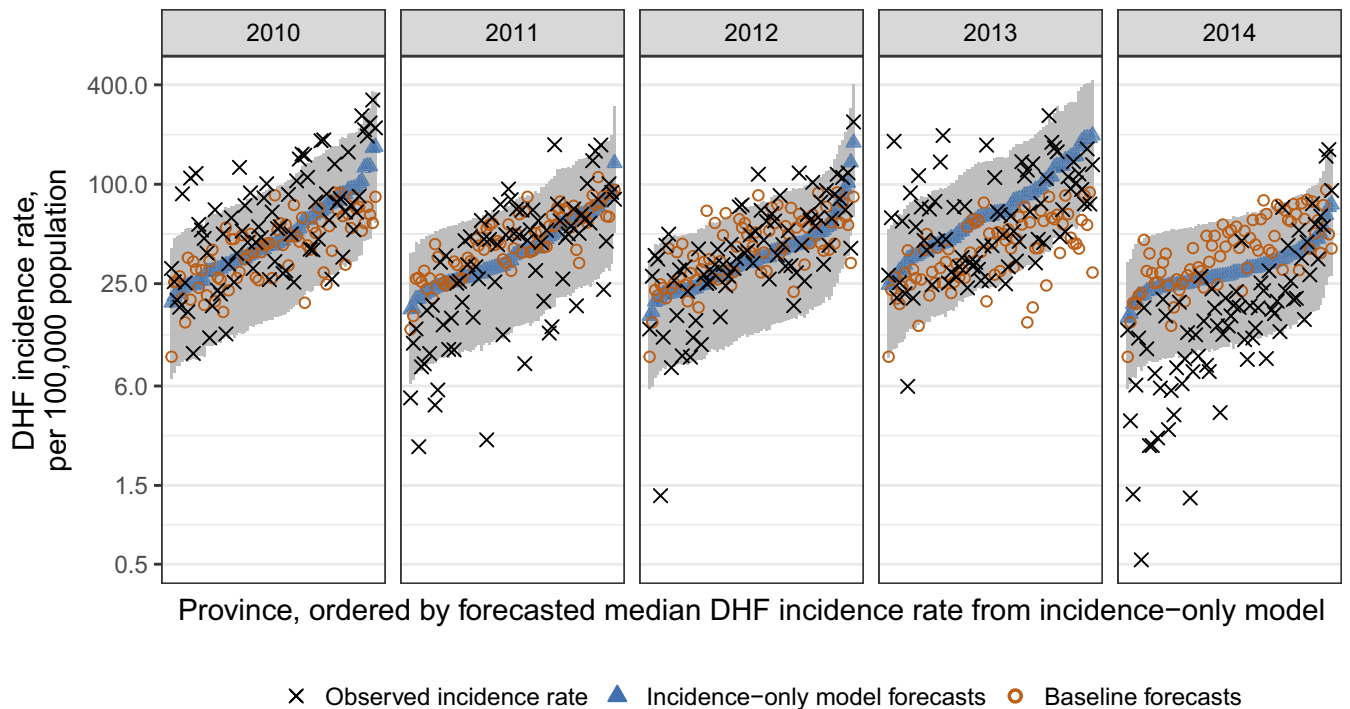 2010 2011 2012 2013 2014
400.0
100.0
25.0
6.0
1.5
0.5
DHF incidence rate,
per 100,000 population
Province, ordered by forecasted median DHF incidence rate from incidence−only model
Observed incidence rate Incidence−only model forecasts Baseline forecasts